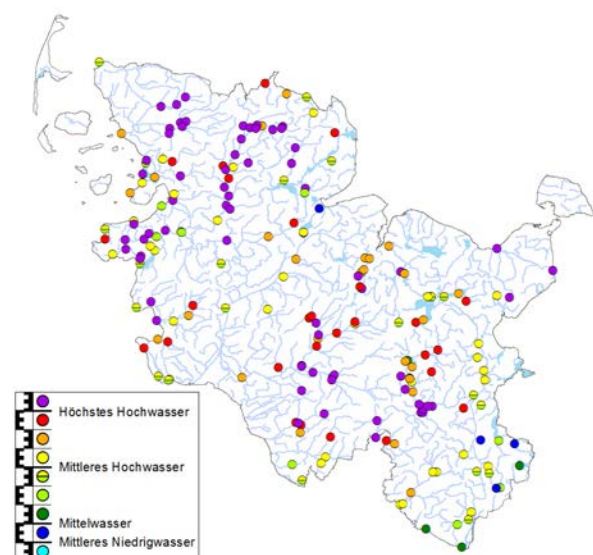 Höchstes Hochwasser
Mittleres Hochwasser
Mittelwasser
Mittleres Niedrigwasser